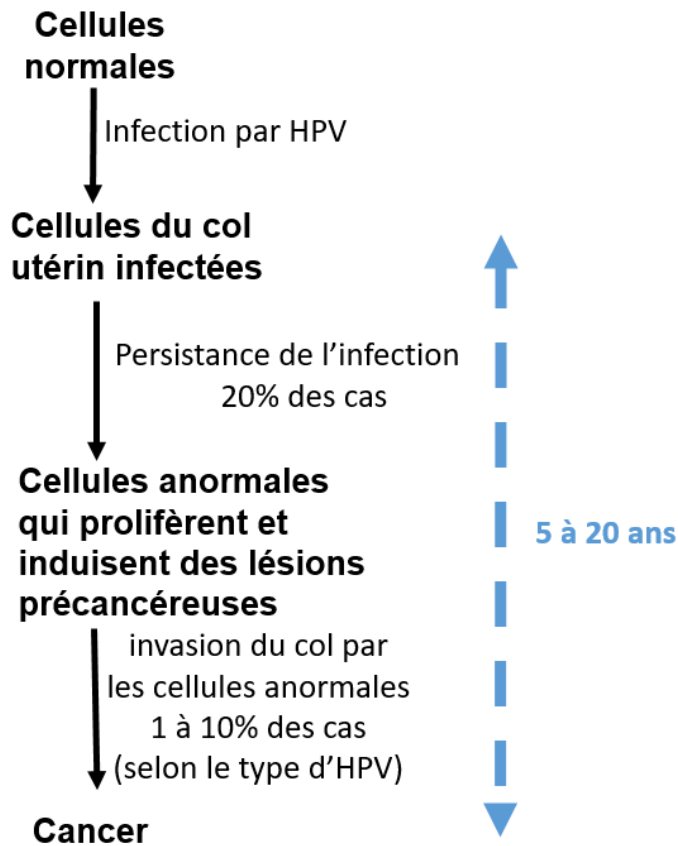 Cellules
normales
Infection par HPV
Cellules du col
utérin infectées
Persistance de l’infection
20% des cas
Cellules anormales
qui prolifèrent et
induisent des lésions
précancéreuses
5 à 20 ans
invasion du col par
les cellules anormales
1 à 10% des cas
(selon le type d’HPV)
Cancer